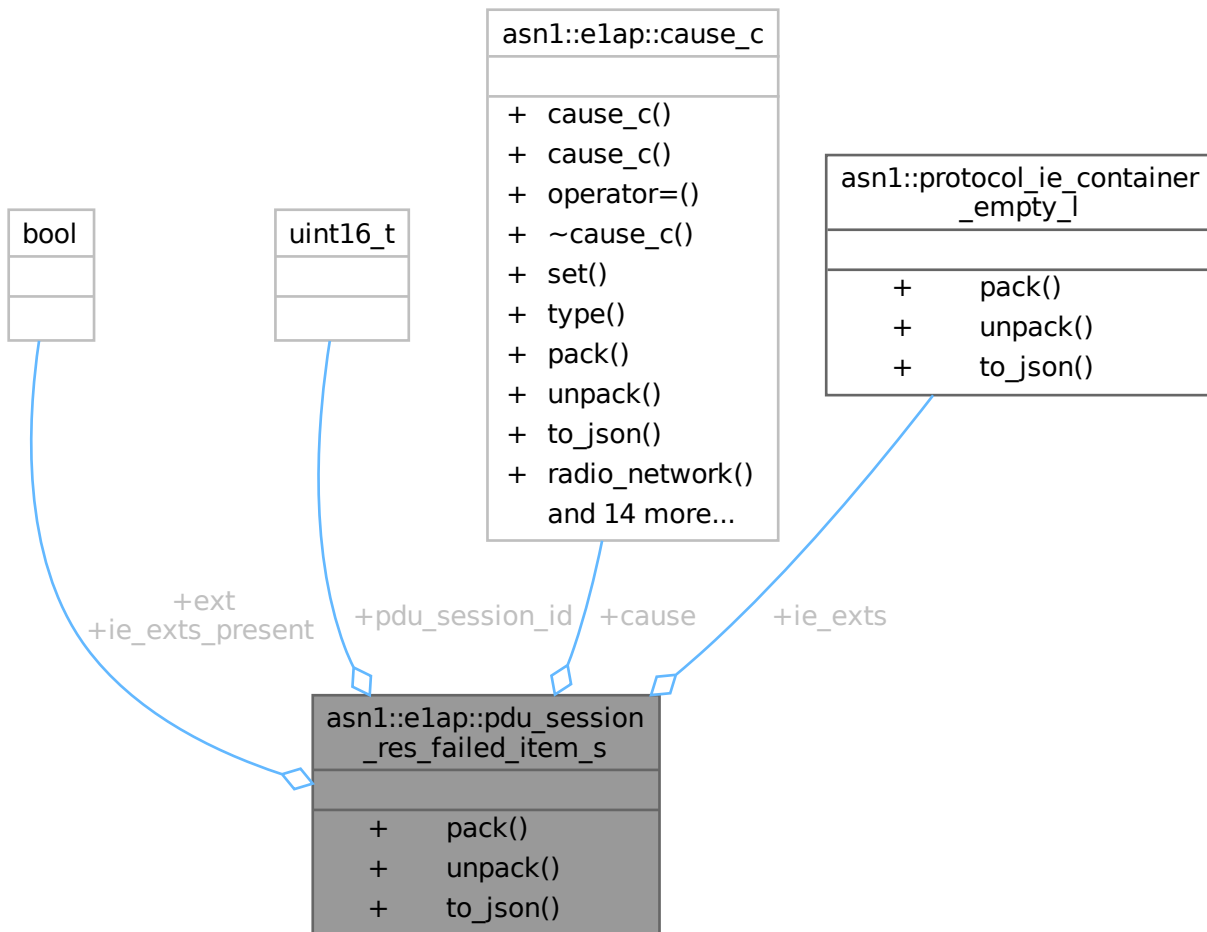 asn1::e1ap::cause_c
+ cause_c()
+ cause_c()
+ operator=()
+ ~cause_c()
+ set()
+ type()
+ pack()
+ unpack()
+ to_json()
+ radio_network()
and 14 more...
asn1::protocol_ie_container
_empty_l
+ pack()
+ unpack()
+ to_json()
bool
uint16_t
+ext
+ie_exts_present
+pdu_session_id
+cause
+ie_exts
asn1::e1ap::pdu_session
_res_failed_item_s
+ pack()
+ unpack()
+ to_json()